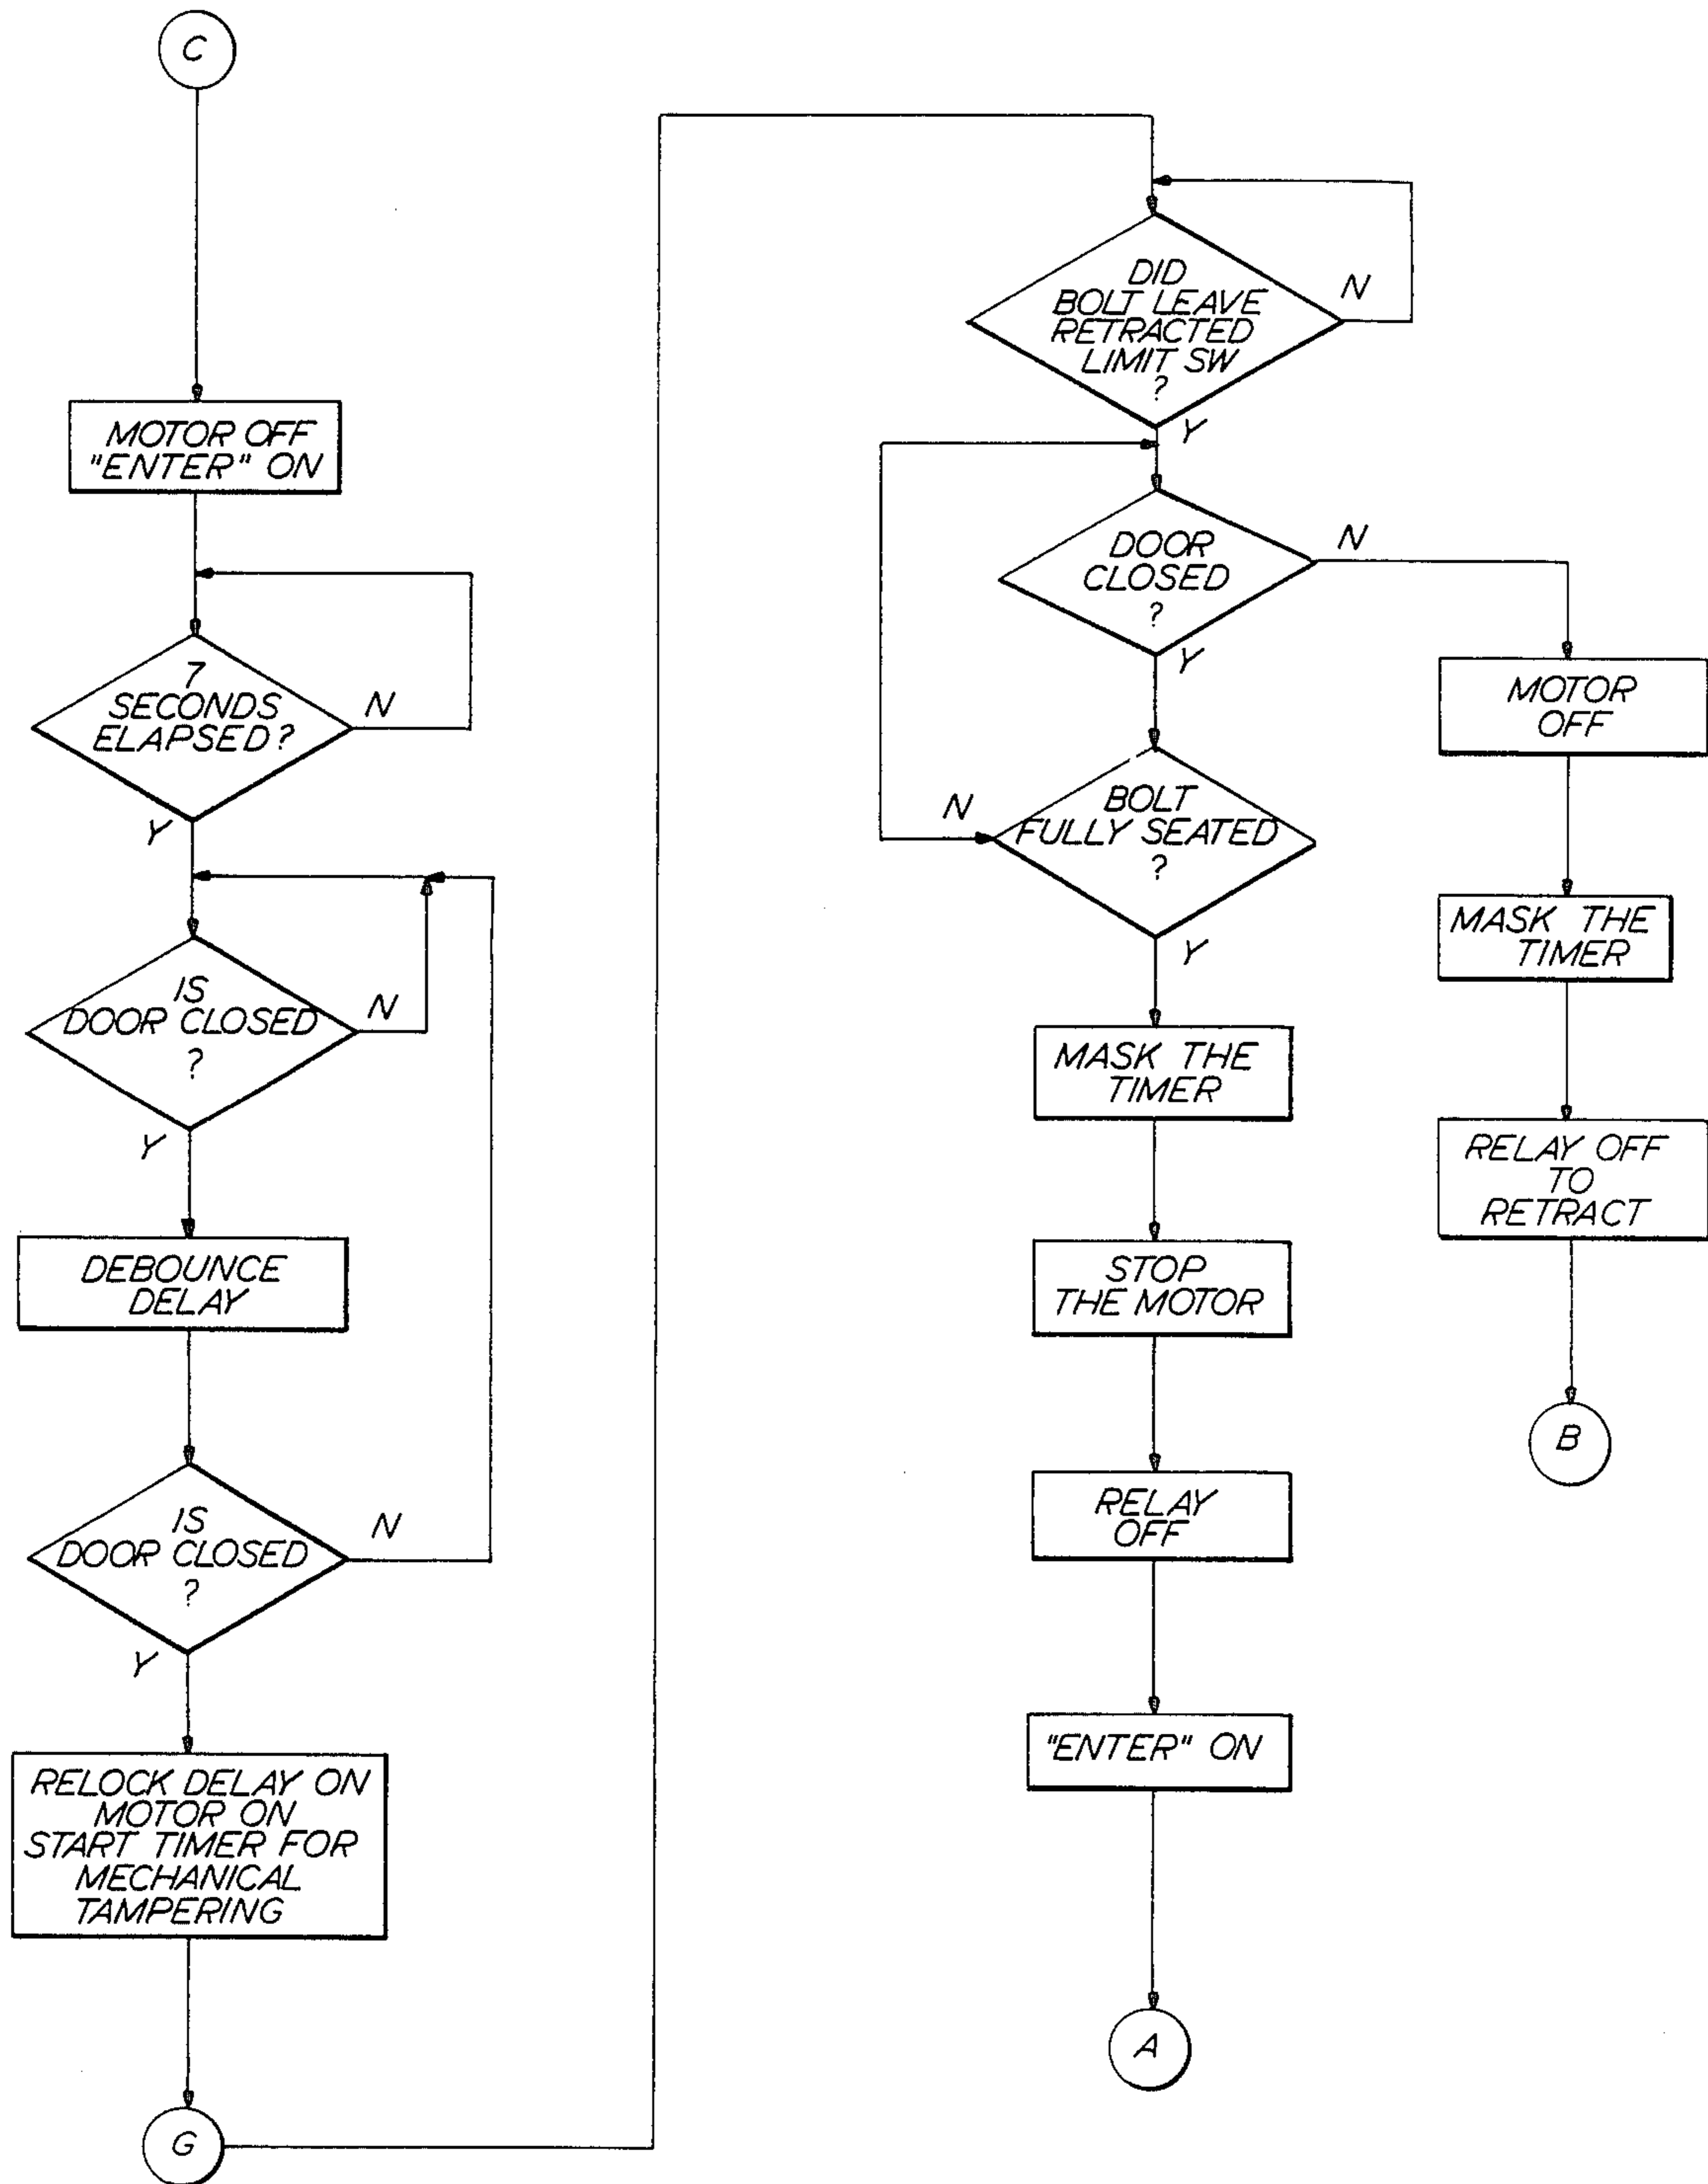 C
MOTOR OFF
"ENTER" ON
7
SECONDS
ELAPSED?
N
Y
IS
DOOR CLOSED
?
N
Y
DEBOUNCE
DELAY
IS
DOOR CLOSED
?
N
Y
RELOCK DELAY ON
MOTOR ON
START TIMER FOR
MECHANICAL
TAMPERING
G
DID
BOLT LEAVE
RETRACTED
LIMIT SW
?
N
Y
DOOR
CLOSED
?
N
Y
BOLT
FULLY SEATED
?
N
Y
MASK THE
TIMER
STOP
THE MOTOR
RELAY
OFF
"ENTER" ON
A
MOTOR
OFF
MASK THE
TIMER
RELAY OFF
TO
RETRACT
B